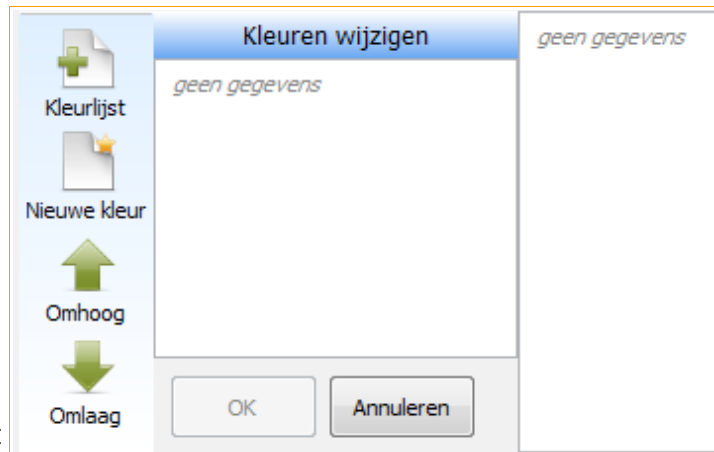 Kleurlijst
Nieuwe kleur
Omhoog
Omlaag
Kleuren wijzigen
geen gegevens
OK
Annuleren
geen gegevens